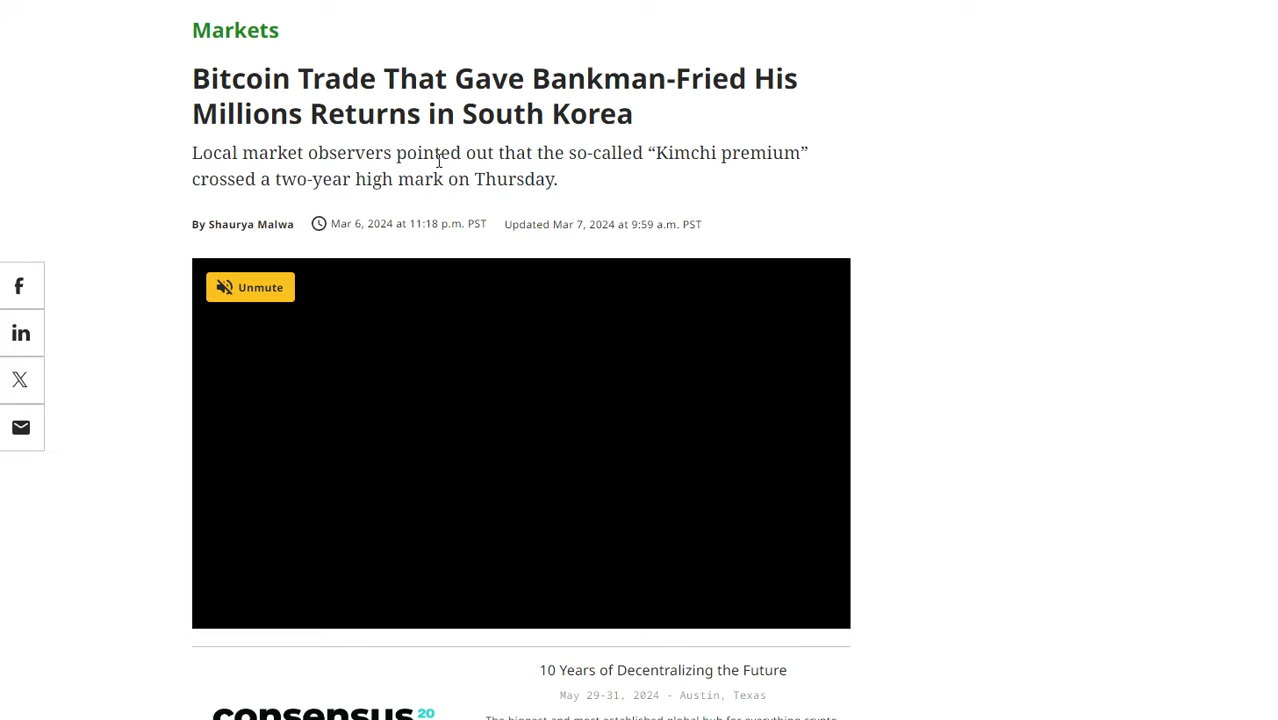 Markets
Bitcoin Trade That Gave Bankman-Fried His
Millions Returns in South Korea
Local market observers pointed out that the so-called “Kimchi premium”
crossed a two-year high mark on Thursday.
By Shaurya Malwa Mar 6, 2024 at 11:18 p.m. PST Updated Mar 7, 2024 at 9:59 a.m. PST
Unmute
f
in
X
10 Years of Decentralizing the Future
May 29-31, 2024 - Austin, Texas
consensus 20
The biggest and most established global hub for everything crypto